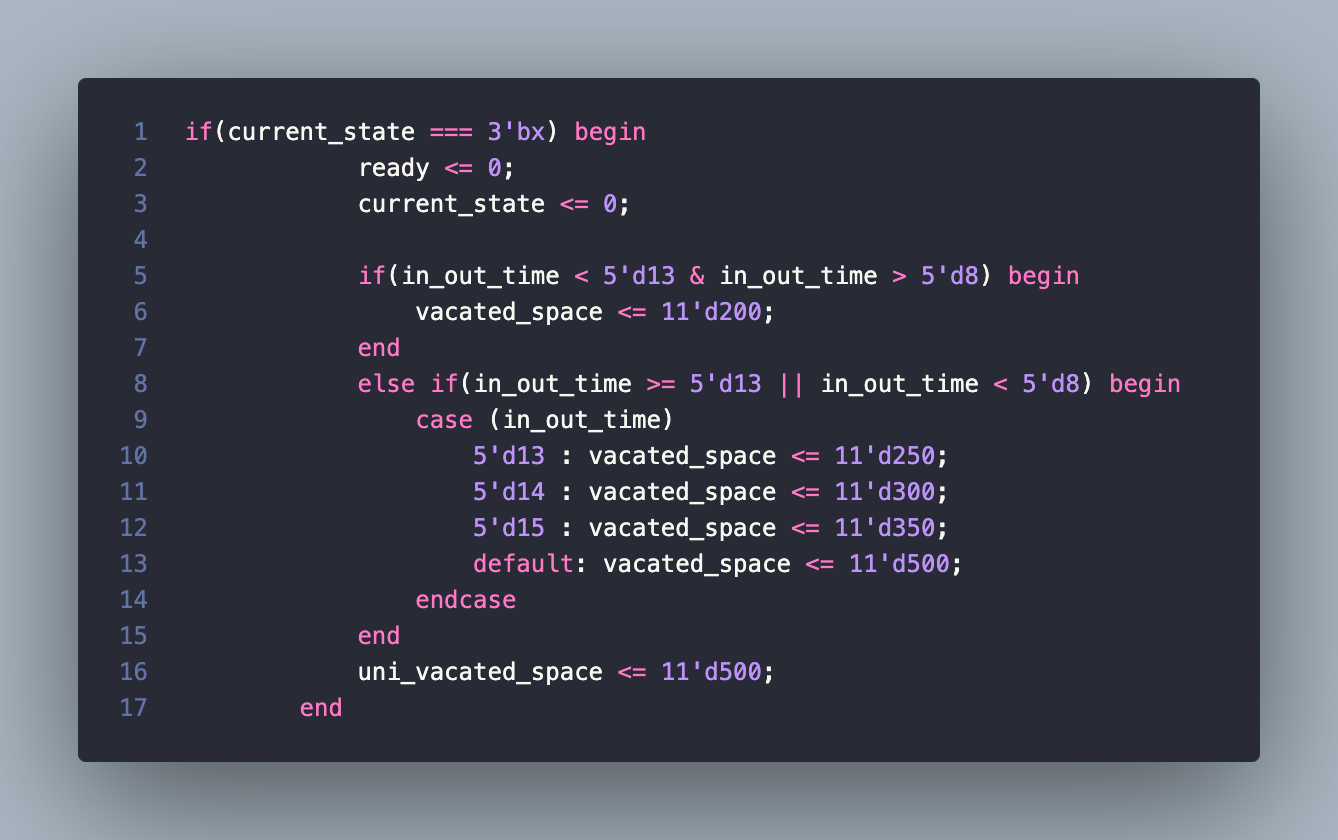 1 if(current_state === 3'bx) begin
2 ready <= 0;
3 current_state <= 0;
4
5 if(in_out_time < 5'd13 & in_out_time > 5'd8) begin
6 vacated_space <= 11'd200;
7 end
8 else if(in_out_time >= 5'd13 || in_out_time < 5'd8) begin
9 case (in_out_time)
10 5'd13 : vacated_space <= 11'd250;
11 5'd14 : vacated_space <= 11'd300;
12 5'd15 : vacated_space <= 11'd350;
13 default: vacated_space <= 11'd500;
14 endcase
15 end
16 uni_vacated_space <= 11'd500;
17 end